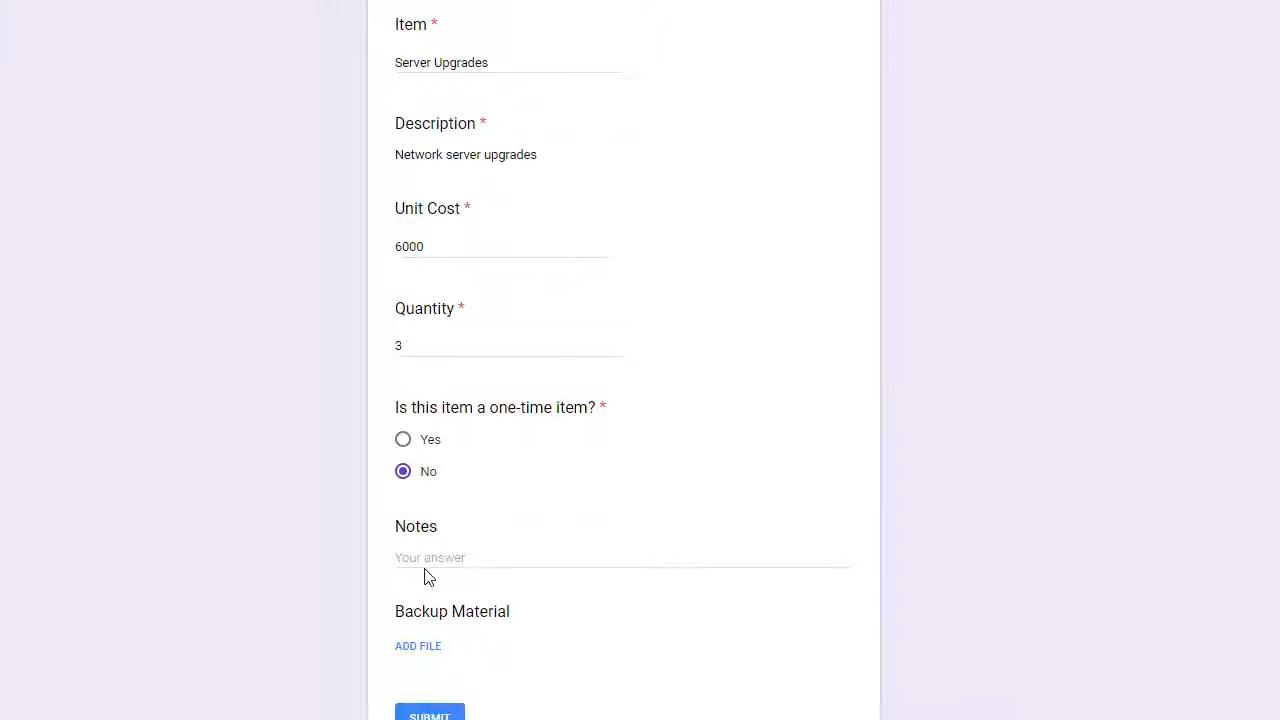 Item *
Server Upgrades
Description *
Network server upgrades
Unit Cost *
6000
Quantity *
3
Is this item a one-time item? *
Yes
No
Notes
Your answer
Backup Material
ADD FILE
SUBMIT